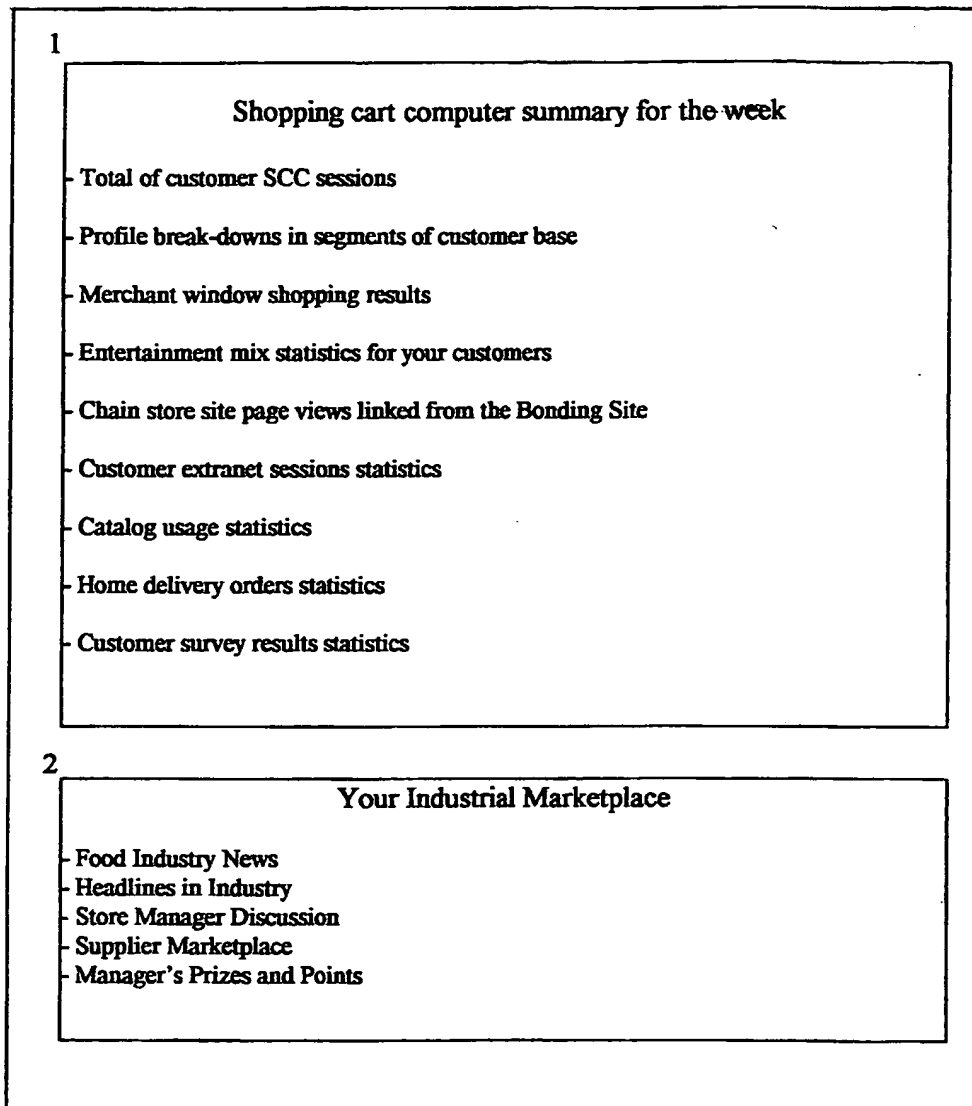 1
Shopping cart computer summary for the week
- Total of customer SCC sessions
- Profile break-downs in segments of customer base
- Merchant window shopping results
- Entertainment mix statistics for your customers
- Chain store site page views linked from the Bonding Site
- Customer extranet sessions statistics
- Catalog usage statistics
- Home delivery orders statistics
- Customer survey results statistics
2
Your Industrial Marketplace
- Food Industry News
- Headlines in Industry
- Store Manager Discussion
- Supplier Marketplace
- Manager's Prizes and Points